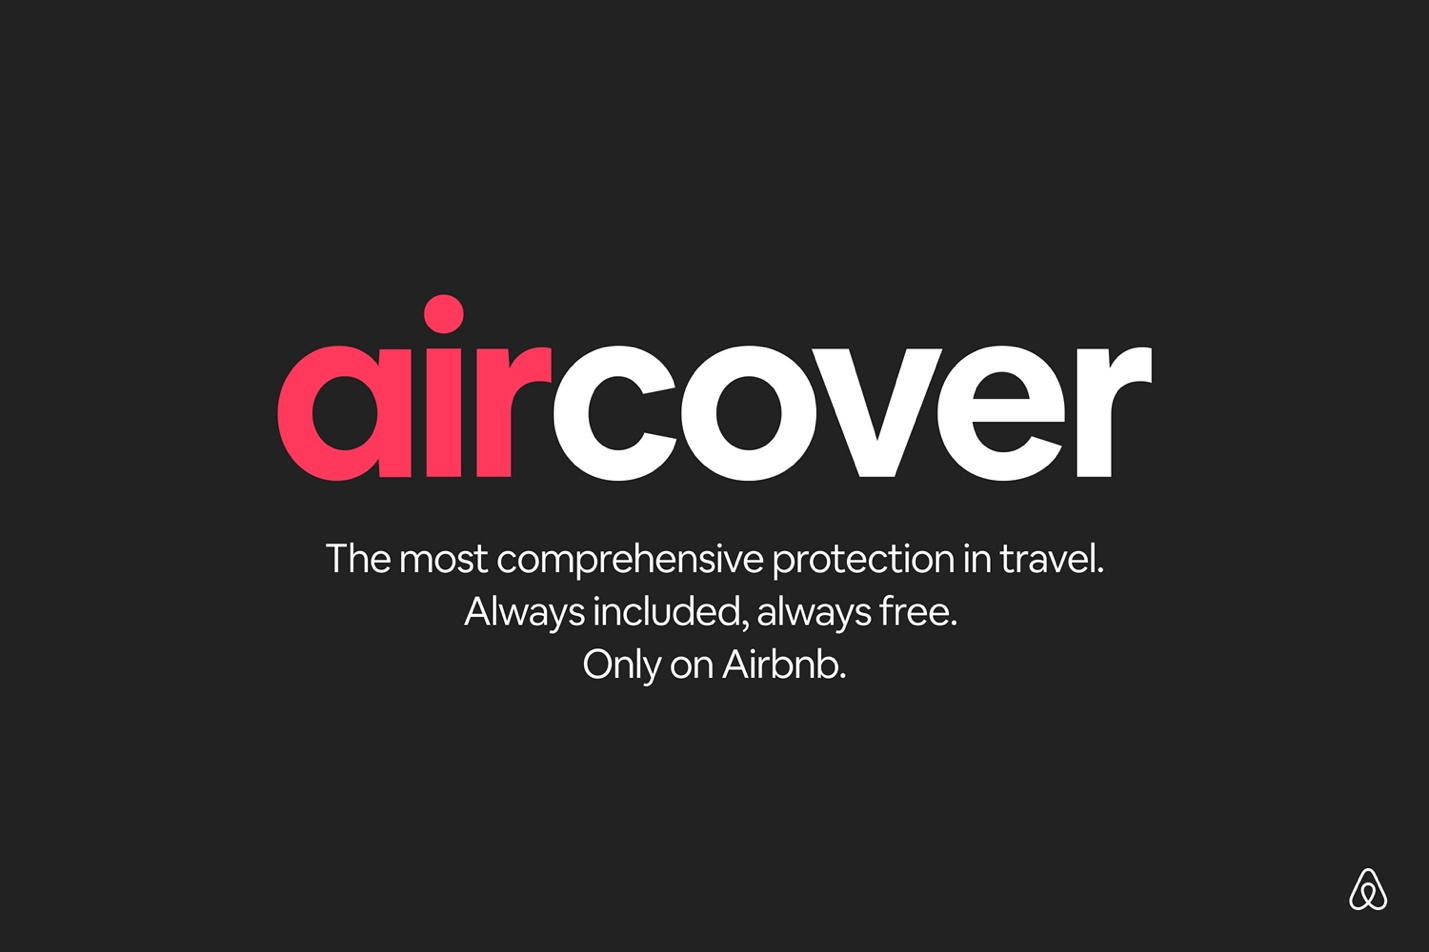 aircover
The most comprehensive protection in travel.
Always included, always free.
Only on Airbnb.